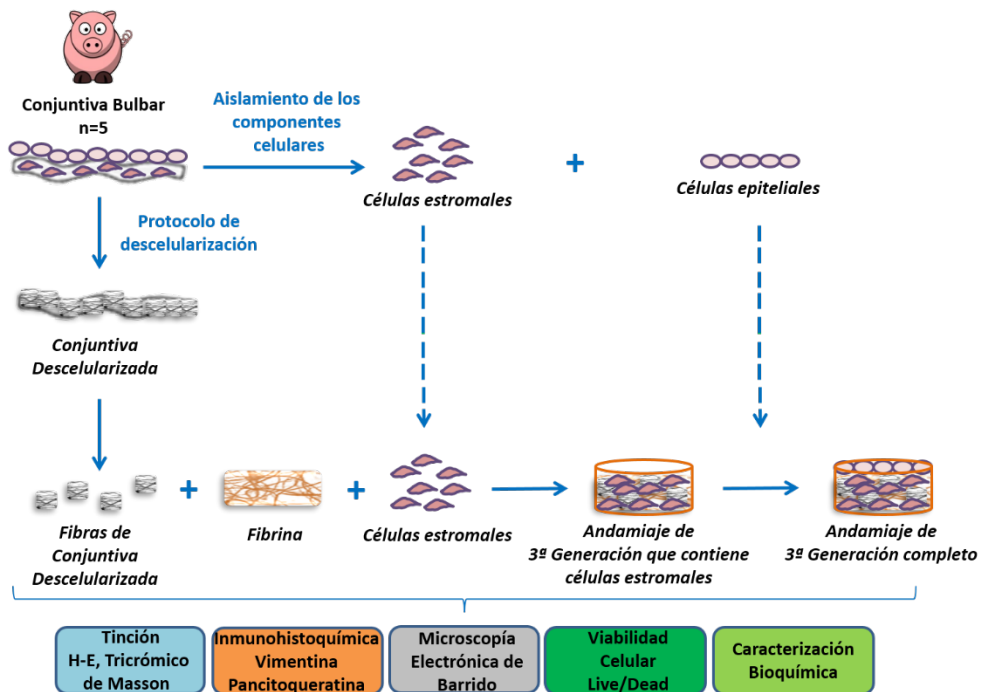 Conjuntiva Bulbar
n=5
Aislamiento de los
componentes
celulares
+
Células estromales
Células epiteliales
Protocolo de
descelularización
Conjuntiva
Descelularizada
+
+
Fibras de
Conjuntiva
Descelularizada
Fibrina
Células estromales
Andamiaje de
3ª Generación que contiene
células estromales
Andamiaje de
3ª Generación completo
Tinción
H-E, Tricrómico
de Masson
Inmunohistoquímica
Vimentina
Pancitoqueratina
Microscopía
Electrónica de
Barrido
Viabilidad
Celular
Live/Dead
Caracterización
Bioquímica